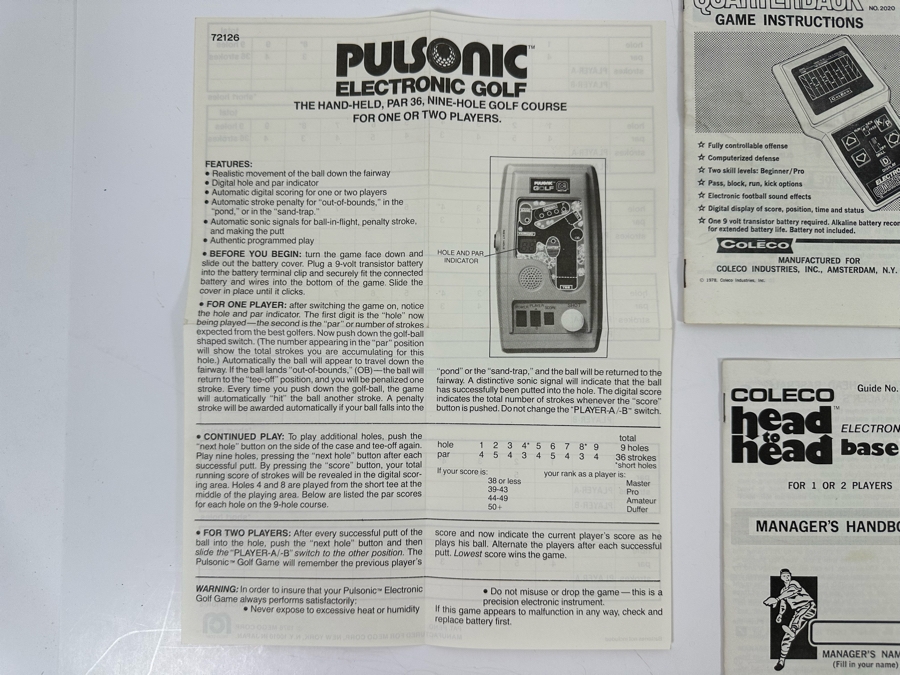 72126
PULSONIC™
ELECTRONIC GOLF
THE HAND-HELD, PAR 36, NINE-HOLE GOLF COURSE
FOR ONE OR TWO PLAYERS.
FEATURES:
• Realistic movement of the ball down the fairway
• Digital hole and par indicator
• Automatic digital scoring for one or two players
• Automatic stroke penalty for "out-of-bounds," in the
"pond," or in the "sand-trap."
• Automatic sonic signals for ball-in-flight, penalty stroke,
and making the putt
• Authentic programmed play
• BEFORE YOU BEGIN: turn the game face down and
slide out the battery cover. Plug a 9-volt transistor battery
into the battery terminal clip and securely fit the connected
battery and wires into the bottom of the game. Slide the
cover in place until it clicks.
• FOR ONE PLAYER: after switching the game on, notice
the hole and par indicator. The first digit is the "hole" now
being played—the second is the "par" or number of strokes
expected from the best golfers. Now push down the golf-ball
shaped switch. (The number appearing in the "par" position
will show the total strokes you are accumulating for this
hole.) Automatically the ball will appear to travel down the
fairway. If the ball lands "out-of-bounds," (OB)—the ball will
return to the "tee-off" position, and you will be penalized one
stroke. Every time you push the golf-ball, the game
will automatically "hit" the ball another stroke. A penalty
stroke will be awarded automatically if your ball falls into the
PULSONIC
GOLF
HOLE AND PAR
INDICATOR
"pond" or the "sand-trap," and the ball will be returned to the
fairway. A distinctive sonic signal will indicate that the ball
has successfully been putted into the hole. The digital score
indicates the total number of strokes whenever the "score"
button is pushed. Do not change the "PLAYER-A/-B" switch.
• CONTINUED PLAY: To play additional holes, push the
"next hole" button on the side of the case and tee-off again.
Play nine holes, pressing the "next hole" button after each
successful putt. By pressing the "score" button, your total
running score of strokes will be revealed in the digital scor-
ing area. Holes 4 and 8 are played from the short tee at the
middle of the playing area. Below are listed the par scores
for each hole on the 9-hole course.
total
hole 1 2 3 4* 5 6 7 8* 9 9 holes
par 4 5 4 3 4 5 4 3 4 36 strokes
*short holes
If your score is: your rank as a player is:
38 or less Master
39-43 Pro
44-49 Amateur
50+ Duffer
• FOR TWO PLAYERS: After every successful putt of the
ball into the hole, push the "next hole" button and then
slide the "PLAYER-A/-B" switch to the other position. The
Pulsonic™ Golf Game will remember the previous player's
score and now indicate the current player's score as he
plays his ball. Alternate the players after each successful
putt. Lowest score wins the game.
WARNING: In order to insure that your Pulsonic™ Electronic
Golf Game always performs satisfactorily:
• Never expose to excessive heat or humidity
• Do not misuse or drop the game — this is a
precision electronic instrument.
If this game appears to malfunction in any way, check and
replace battery first.
QUARTERBACK NO. 2020
GAME INSTRUCTIONS
☆ Fully controllable offense
☆ Computerized defense
☆ Two skill levels: Beginner/Pro
☆ Pass, block, run, kick options
☆ Electronic football sound effects
☆ Digital display of score, position, time and status
☆ One 9 volt transistor battery required. Alkaline battery
for extended battery life. Battery not included.
COLECO
MANUFACTURED FOR
COLECO INDUSTRIES, INC., AMSTERDAM, N.Y.
© 1978, Coleco Industries, Inc.
COLECO Guide No.
head™
to
head
ELECTRON
base
FOR 1 OR 2 PLAYERS
MANAGER'S HANDBO
MANAGER'S NAM
(Fill in your name)